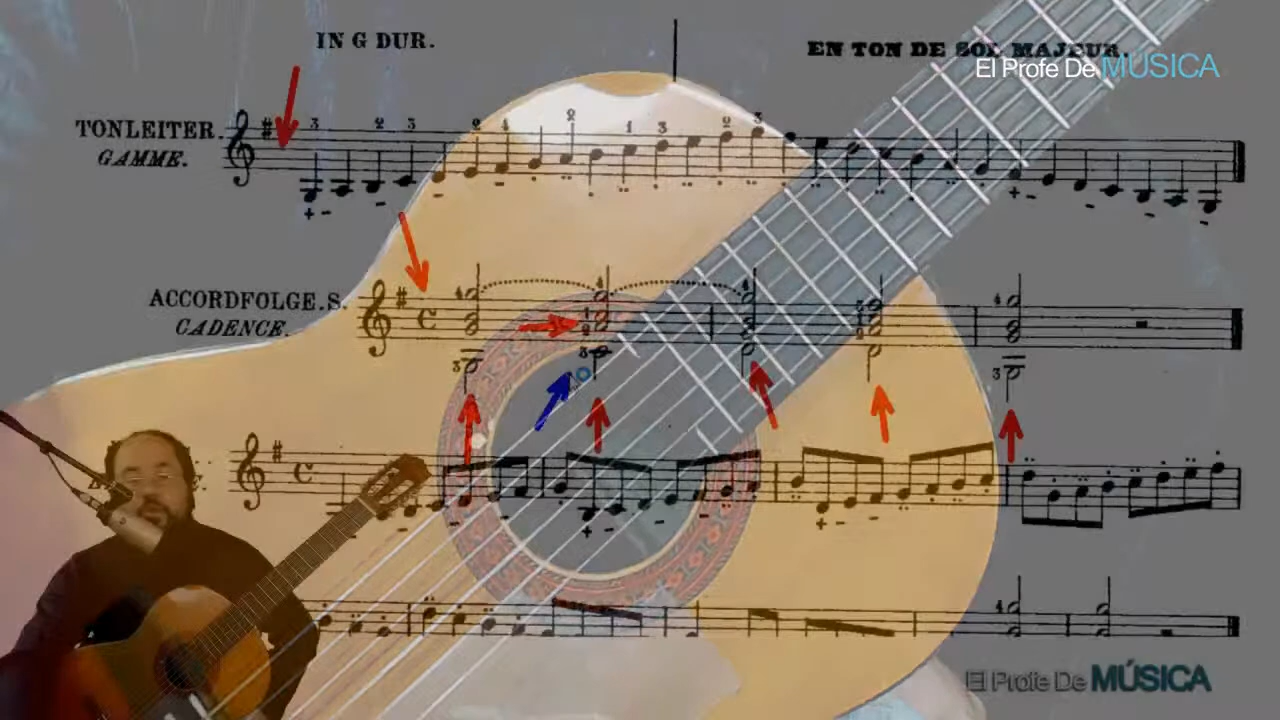 IN G DUR.
EN TON DE SOL MAJEUR.
El Profe De MÚSICA
TONLEITER.
GAMME.
ACCORDFOLGE.S.
CADENCE.
El Profe De MÚSICA